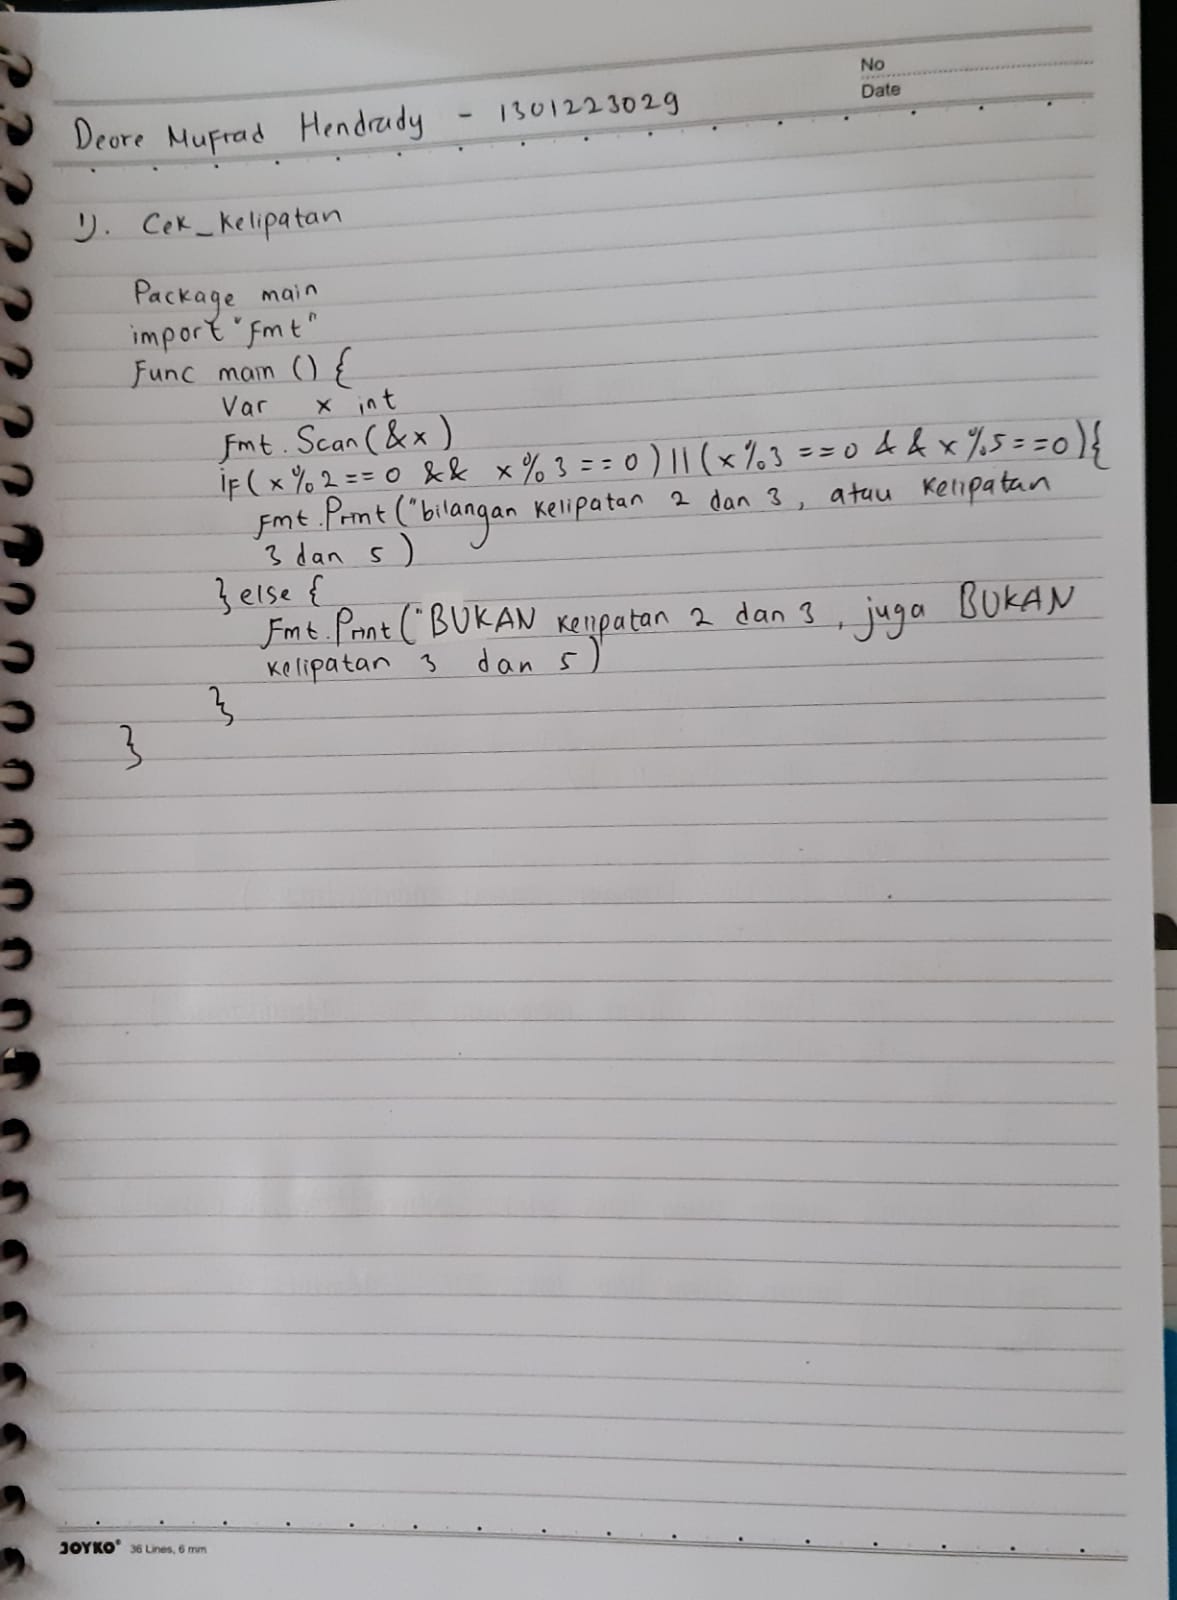 No
Date
Deore Mufrad Hendrady - 1301223029
1). Cek_Kelipatan
Package main
import "fmt"
Func main () {
Var x int
Fmt.Scan(&x)
if(x%2==0 && x%3==0)||(x%3==0 && x%5==0){
Fmt.Print("bilangan kelipatan 2 dan 3, atau kelipatan
3 dan 5)
} else {
Fmt.Print("BUKAN kelipatan 2 dan 3, juga BUKAN
kelipatan 3 dan 5)
}
}
JOYKO® 36 Lines, 6 mm